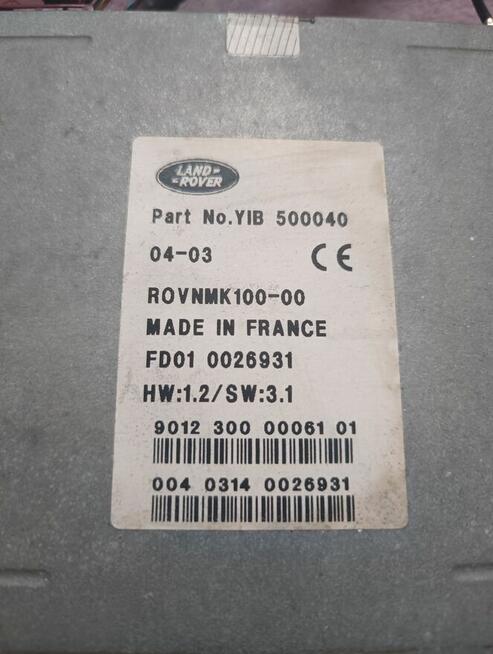 LAND-
-ROVER
Part No.YIB 500040
04-03 CE
ROVNMK100-00
MADE IN FRANCE
FD01 0026931
HW:1.2/SW:3.1
9012 300 00061 01
004 0314 0026931